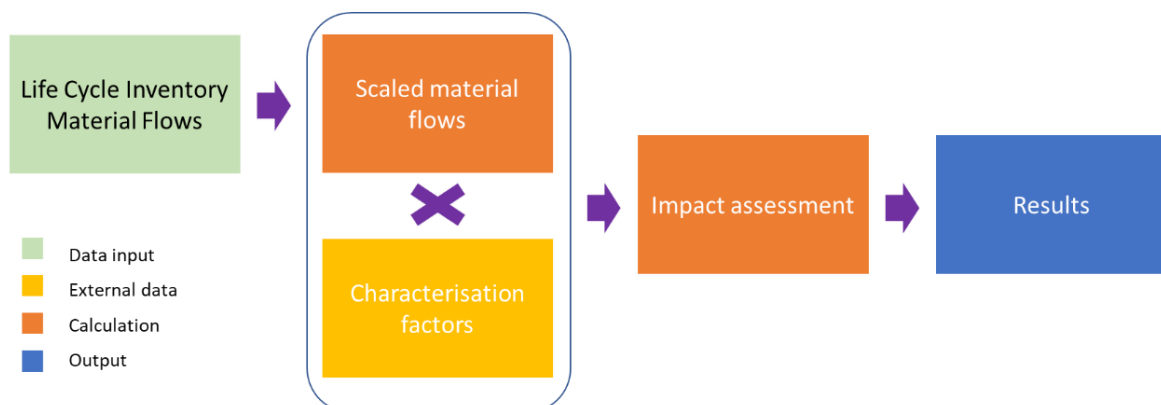 Life Cycle Inventory
Material Flows
Scaled material
flows
Characterisation
factors
Impact assessment
Results
Data input
External data
Calculation
Output